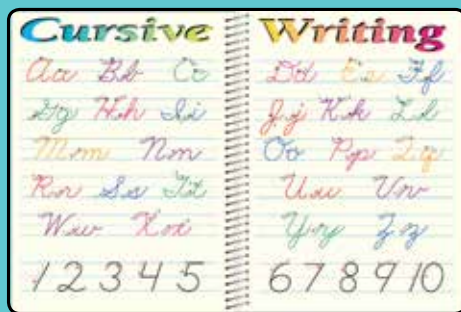 Cursive Writing
Aa Bb Cc Dd Ee Ff
Gg Hh Ii Jj Kk Ll
Mm Nn Oo Pp Qq
Rr Ss Tt Uu Vv
Ww Xx Yy Zz
1 2 3 4 5 6 7 8 9 10